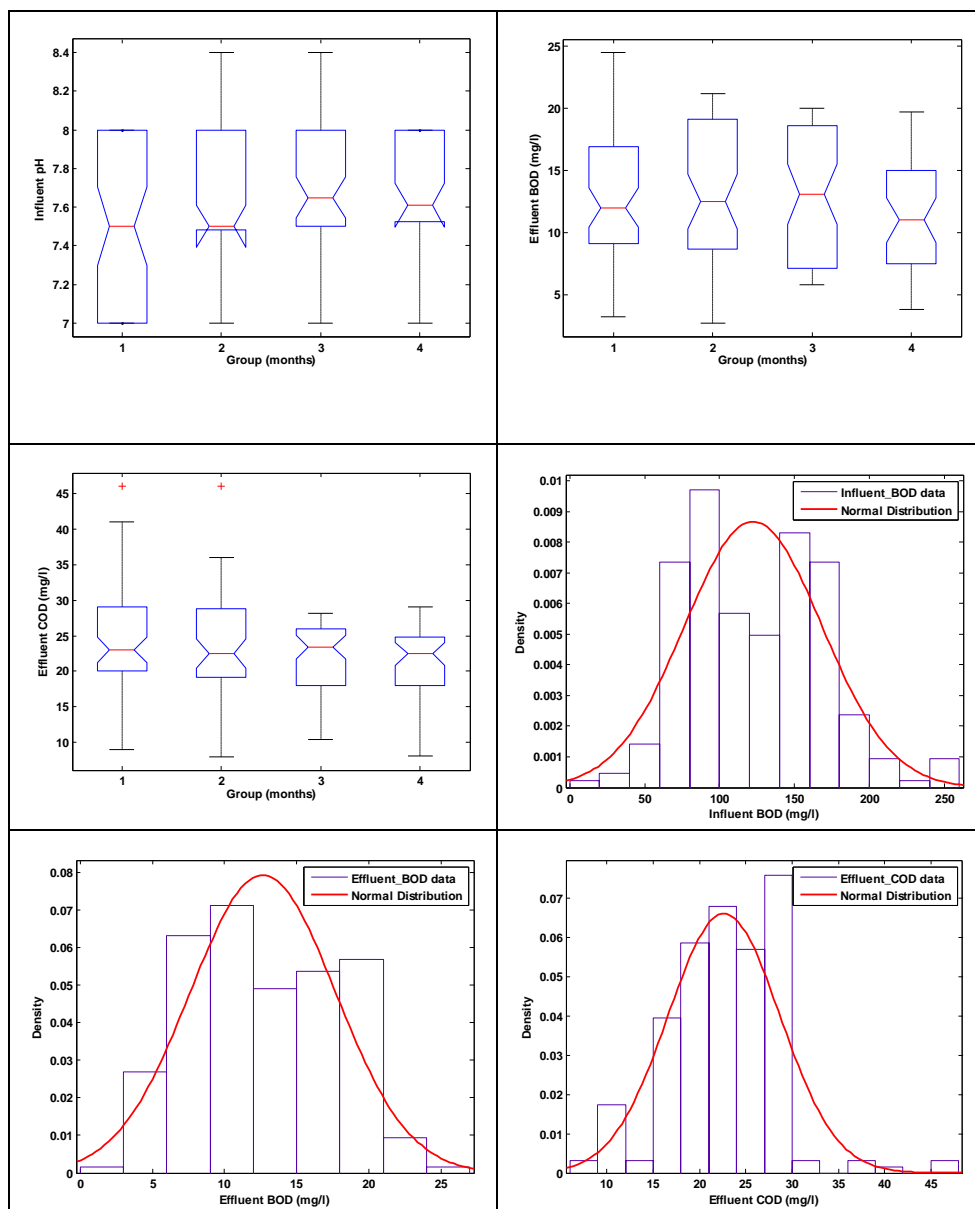 8.4
8.2
8
7.8
7.6
7.4
7.2
7
Influent pH
1 2 3 4
Group (months)
25
20
15
10
5
Effluent BOD (mg/l)
1 2 3 4
Group (months)
45
40
35
30
25
20
15
10
Effluent COD (mg/l)
1 2 3 4
Group (months)
0.01
0.009
0.008
0.007
0.006
0.005
0.004
0.003
0.002
0.001
0
Density
Influent_BOD data
Normal Distribution
0 50 100 150 200 250
Influent BOD (mg/l)
0.08
0.07
0.06
0.05
0.04
0.03
0.02
0.01
0
Density
Effluent_BOD data
Normal Distribution
0 5 10 15 20 25
Effluent BOD (mg/l)
0.07
0.06
0.05
0.04
0.03
0.02
0.01
0
Density
Effluent_COD data
Normal Distribution
10 15 20 25 30 35 40 45
Effluent COD (mg/l)